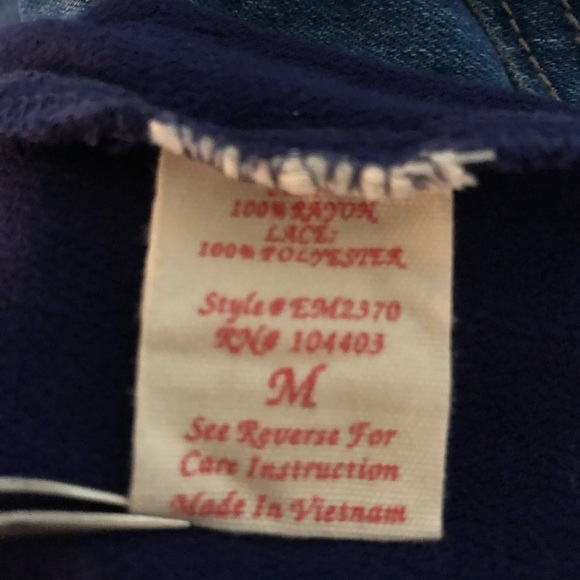 100% RAYON
LACE:
100% POLYESTER
Style # EM2370
RN# 104403
M
See Reverse For
Care Instruction
Made In Vietnam